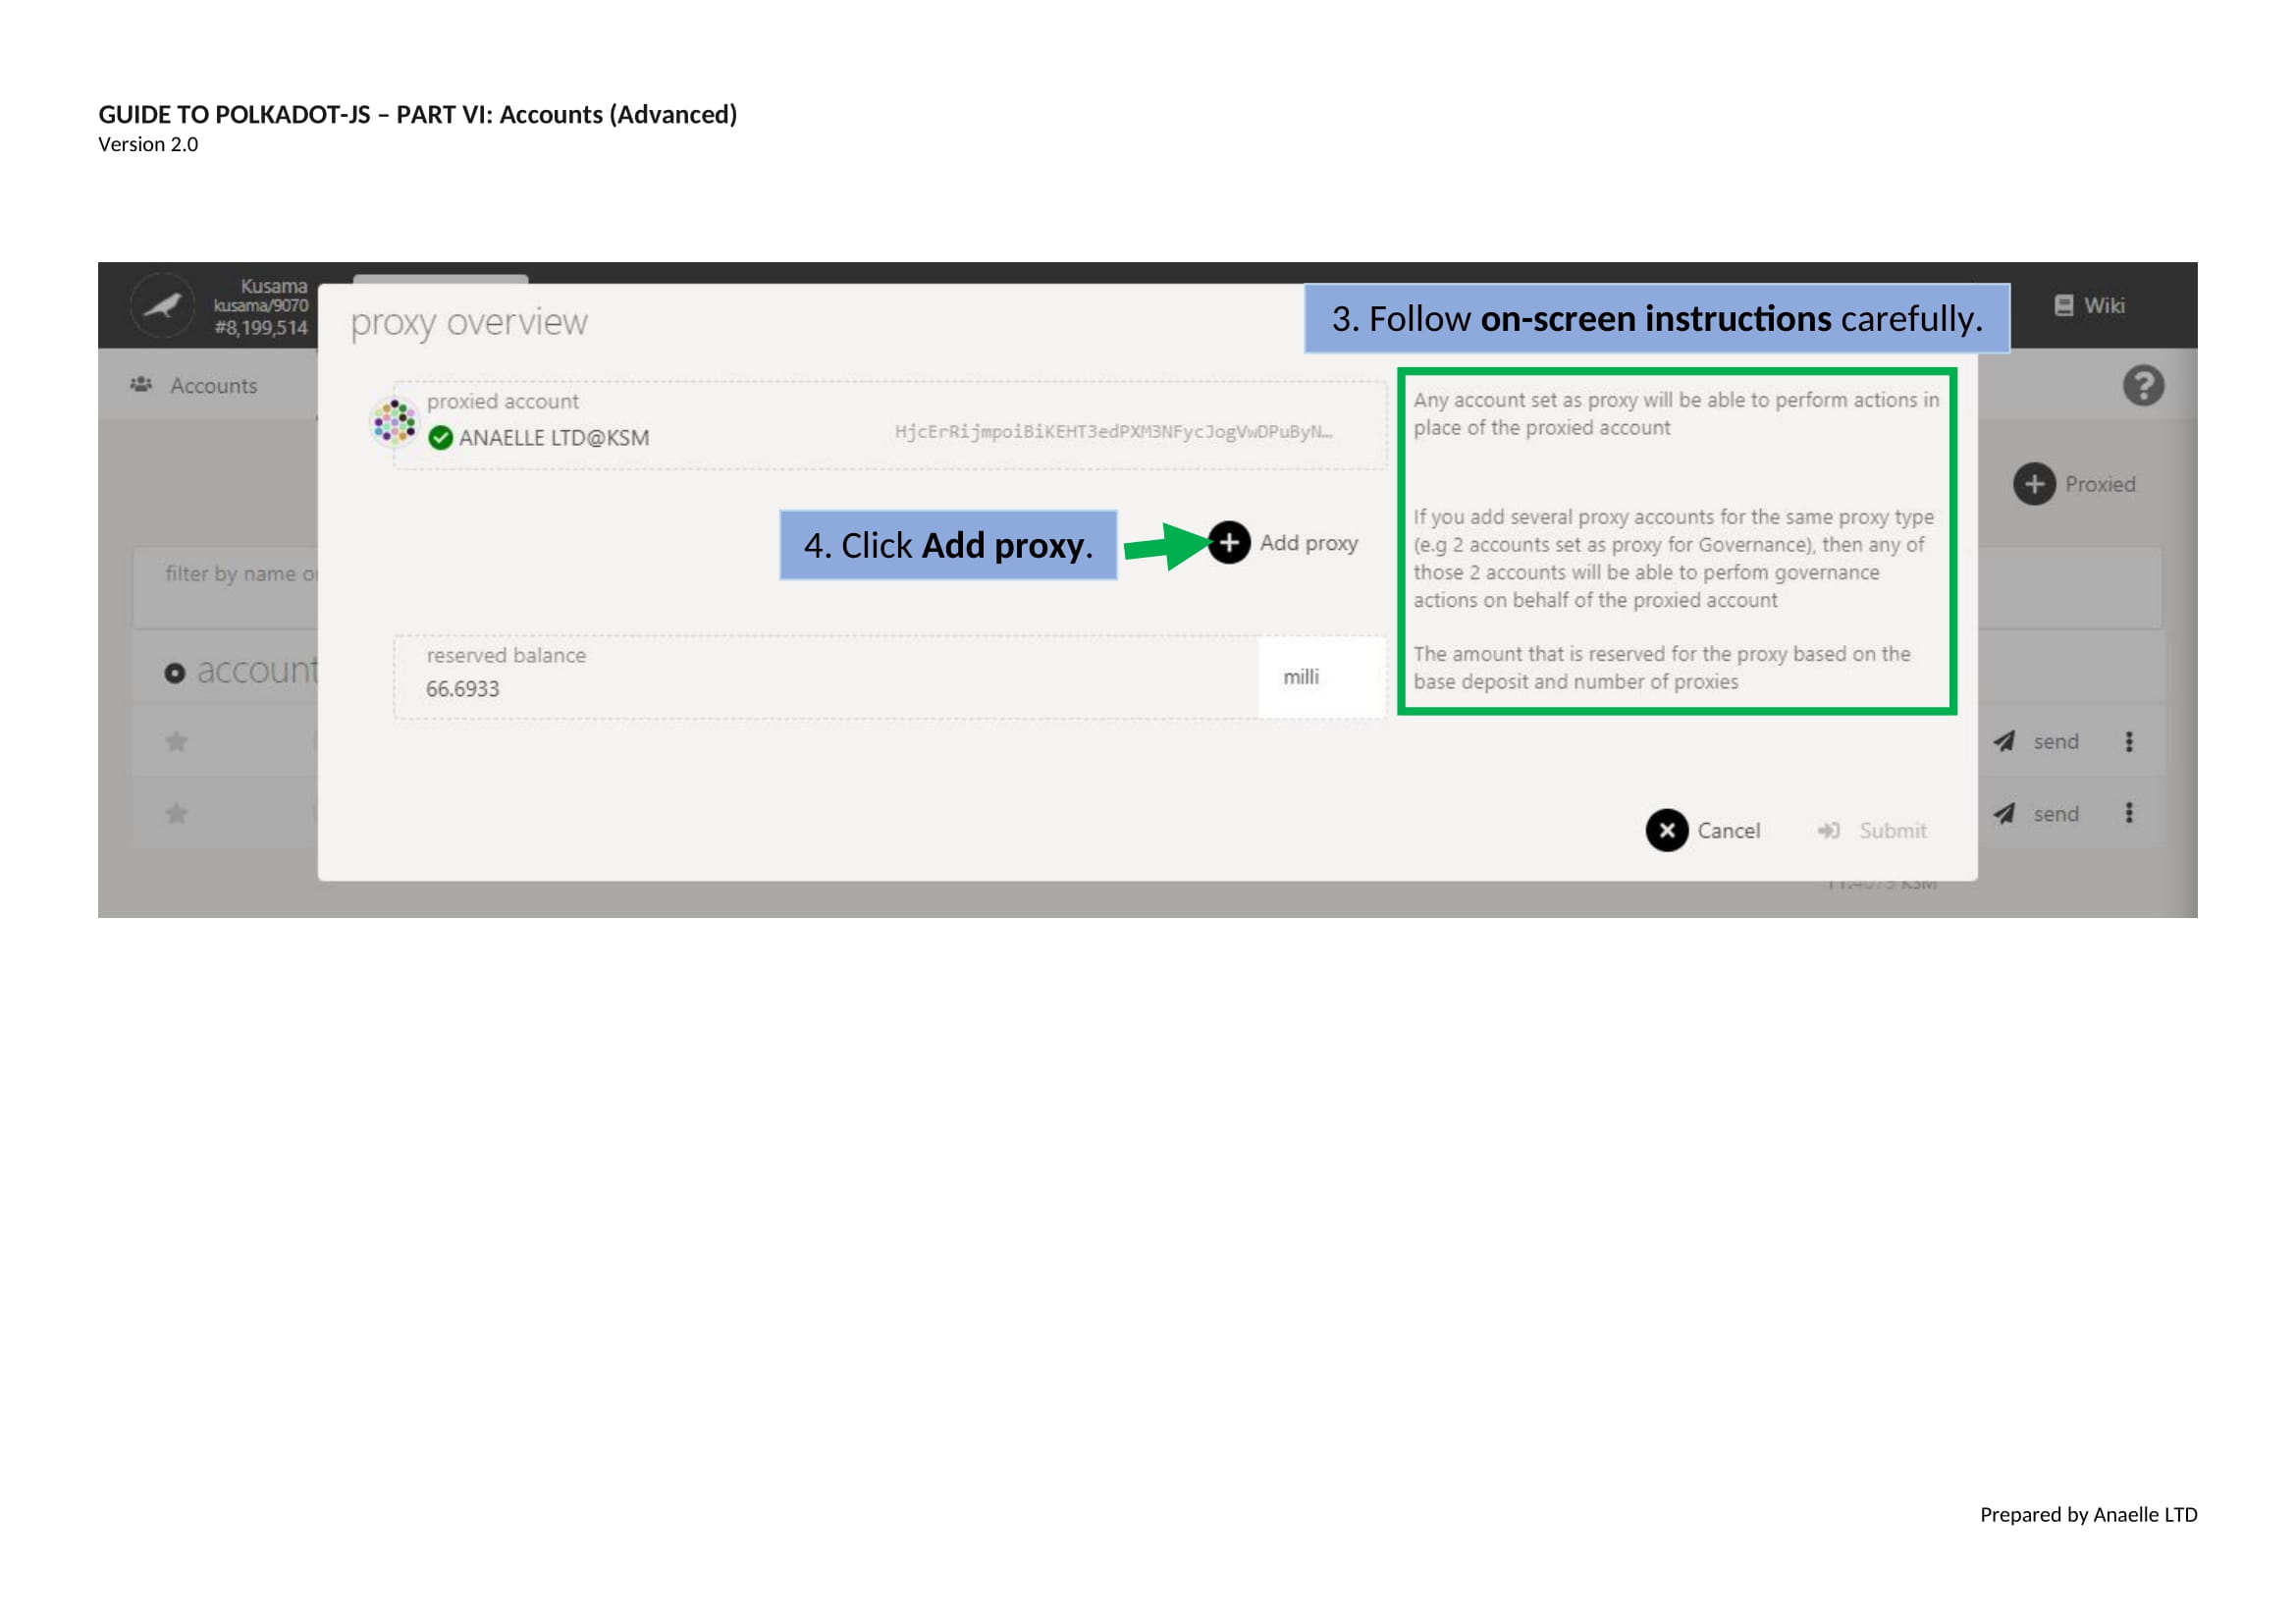 GUIDE TO POLKADOT-JS – PART VI: Accounts (Advanced)
Version 2.0
Kusama
kusama/9070
#8,199,514
proxy overview
3. Follow on-screen instructions carefully.
Wiki
Accounts
proxied account
ANAELLE LTD@KSM
HjcErRijmpoiBiKEHT3edPXM3NFycJogVwDPuByN…
Any account set as proxy will be able to perform actions in
place of the proxied account
Proxied
4. Click Add proxy.
Add proxy
If you add several proxy accounts for the same proxy type
(e.g 2 accounts set as proxy for Governance), then any of
those 2 accounts will be able to perfom governance
actions on behalf of the proxied account
filter by name o
account
reserved balance
66.6933
milli
The amount that is reserved for the proxy based on the
base deposit and number of proxies
send
send
Cancel
Submit
KSM
Prepared by Anaelle LTD